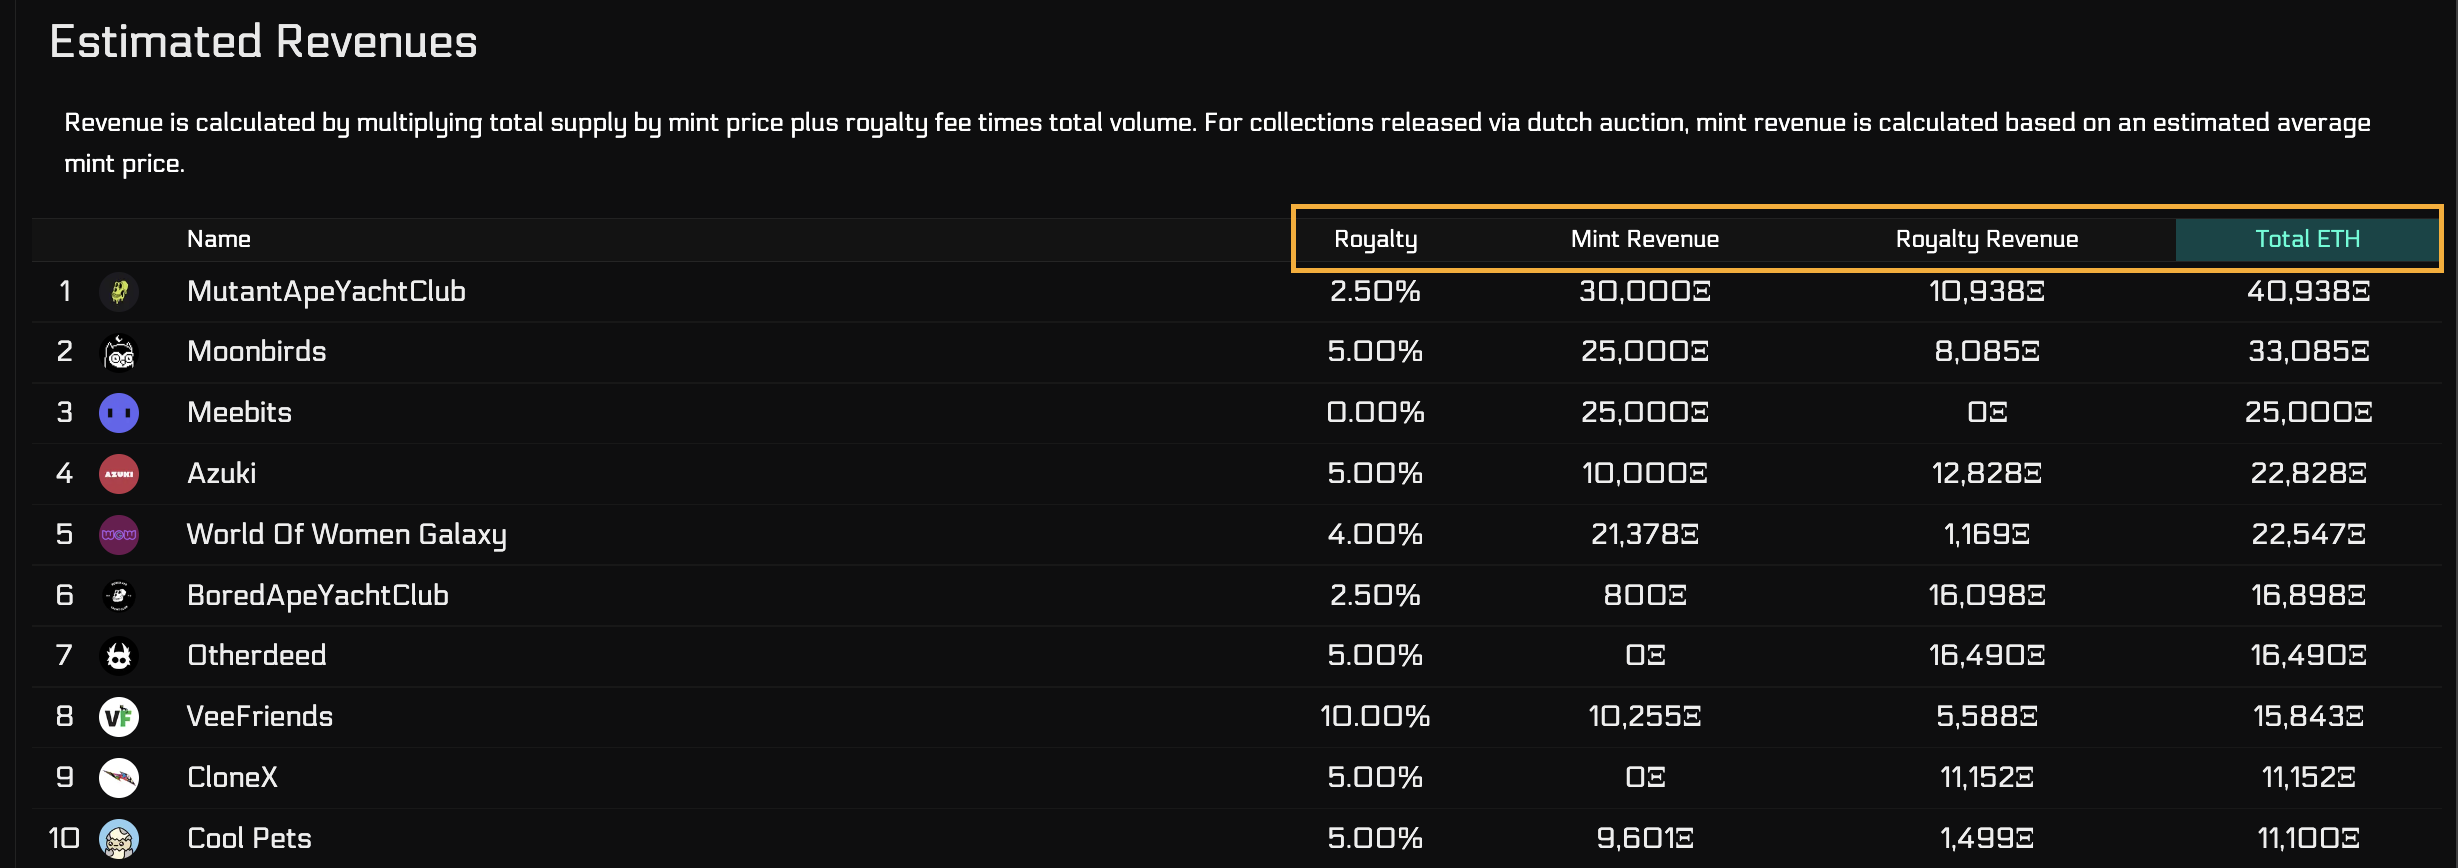 Estimated Revenues
Revenue is calculated by multiplying total supply by mint price plus royalty fee times total volume. For collections released via dutch auction, mint revenue is calculated based on an estimated average
mint price.
Name Royalty Mint Revenue Royalty Revenue Total ETH
1 MutantApeYachtClub 2.50% 30,000Ξ 10,938Ξ 40,938Ξ
2 Moonbirds 5.00% 25,000Ξ 8,085Ξ 33,085Ξ
3 Meebits 0.00% 25,000Ξ 0Ξ 25,000Ξ
4 AZUKI Azuki 5.00% 10,000Ξ 12,828Ξ 22,828Ξ
5 WOW World Of Women Galaxy 4.00% 21,378Ξ 1,169Ξ 22,547Ξ
6 BoredApeYachtClub 2.50% 800Ξ 16,098Ξ 16,898Ξ
7 Otherdeed 5.00% 0Ξ 16,490Ξ 16,490Ξ
8 VF VeeFriends 10.00% 10,255Ξ 5,588Ξ 15,843Ξ
9 CloneX 5.00% 0Ξ 11,152Ξ 11,152Ξ
10 Cool Pets 5.00% 9,601Ξ 1,499Ξ 11,100Ξ